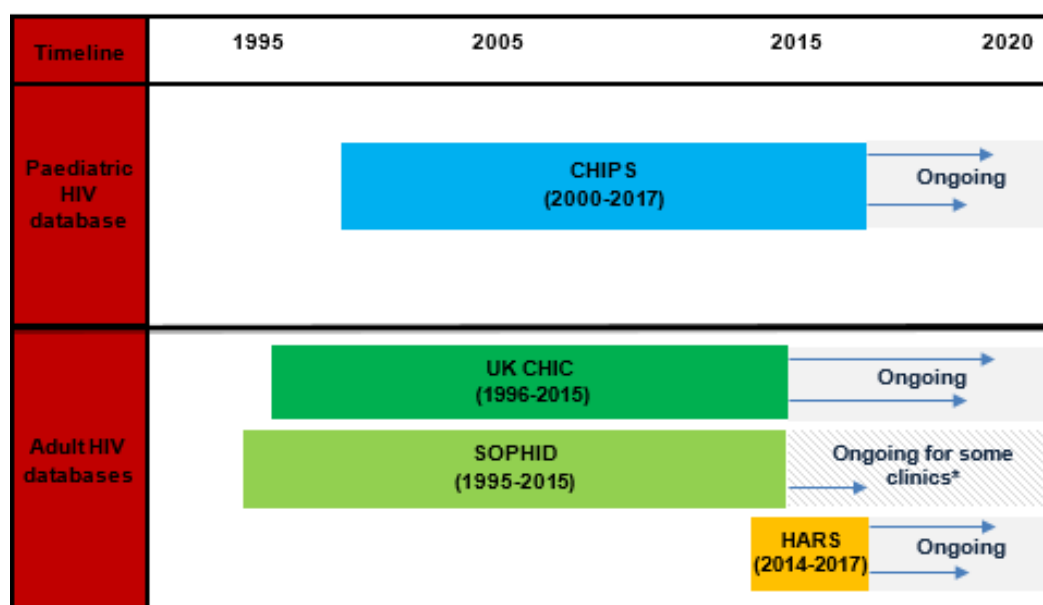 Timeline 1995 2005 2015 2020
Paediatric
HIV
database
CHIPS
(2000-2017)
Ongoing
Adult HIV
databases
UK CHIC
(1996-2015)
Ongoing
SOPHID
(1995-2015)
Ongoing for some
clinics*
HARS
(2014-2017)
Ongoing